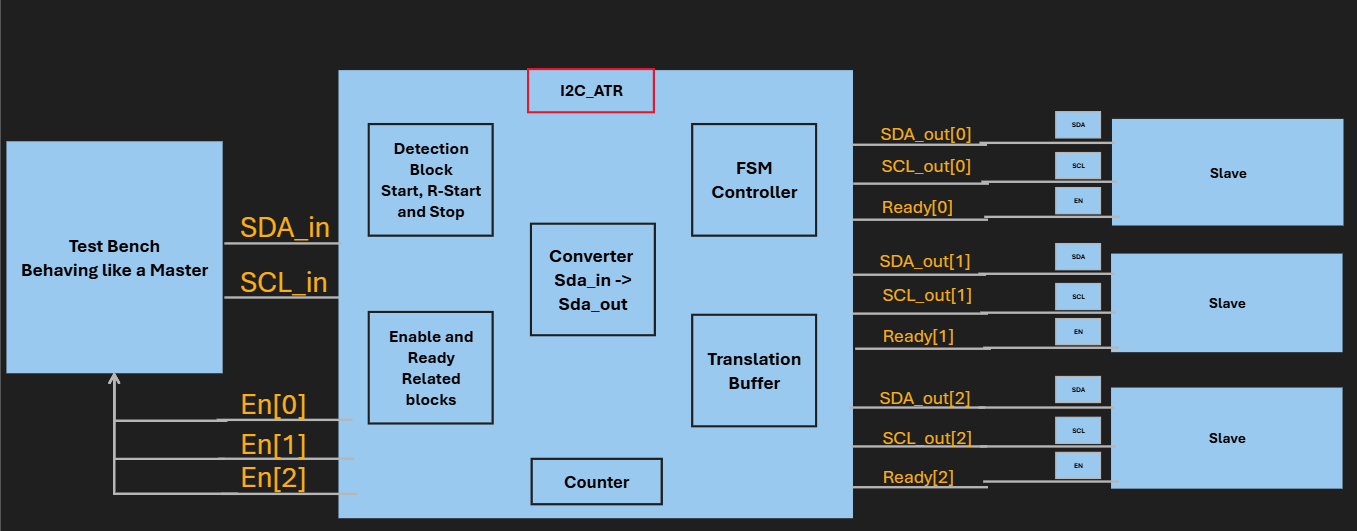 Test Bench
Behaving like a Master
SDA_in
SCL_in
En[0]
En[1]
En[2]
I2C_ATR
Detection
Block
Start, R-Start
and Stop
FSM
Controller
Converter
Sda_in ->
Sda_out
Enable and
Ready
Related
blocks
Translation
Buffer
Counter
SDA_out[0]
SCL_out[0]
Ready[0]
SDA
SCL
EN
Slave
SDA_out[1]
SCL_out[1]
Ready[1]
SDA
SCL
EN
Slave
SDA_out[2]
SCL_out[2]
Ready[2]
SDA
SCL
EN
Slave